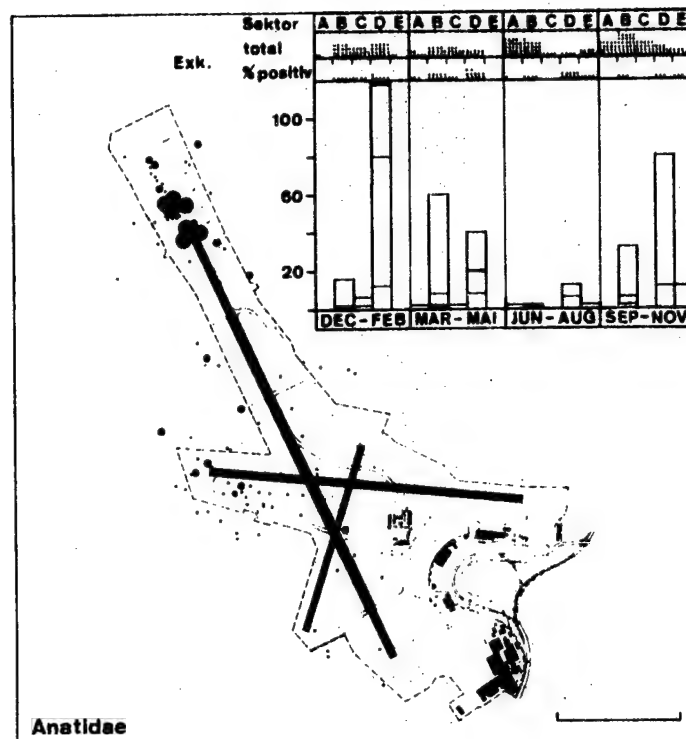 Sektor A B C D E A B C D E A B C D E A B C D E
total
Exk.
% positiv
100
60
20
DEC-FEB MAR-MAI JUN-AUG SEP-NOV
Anatidae